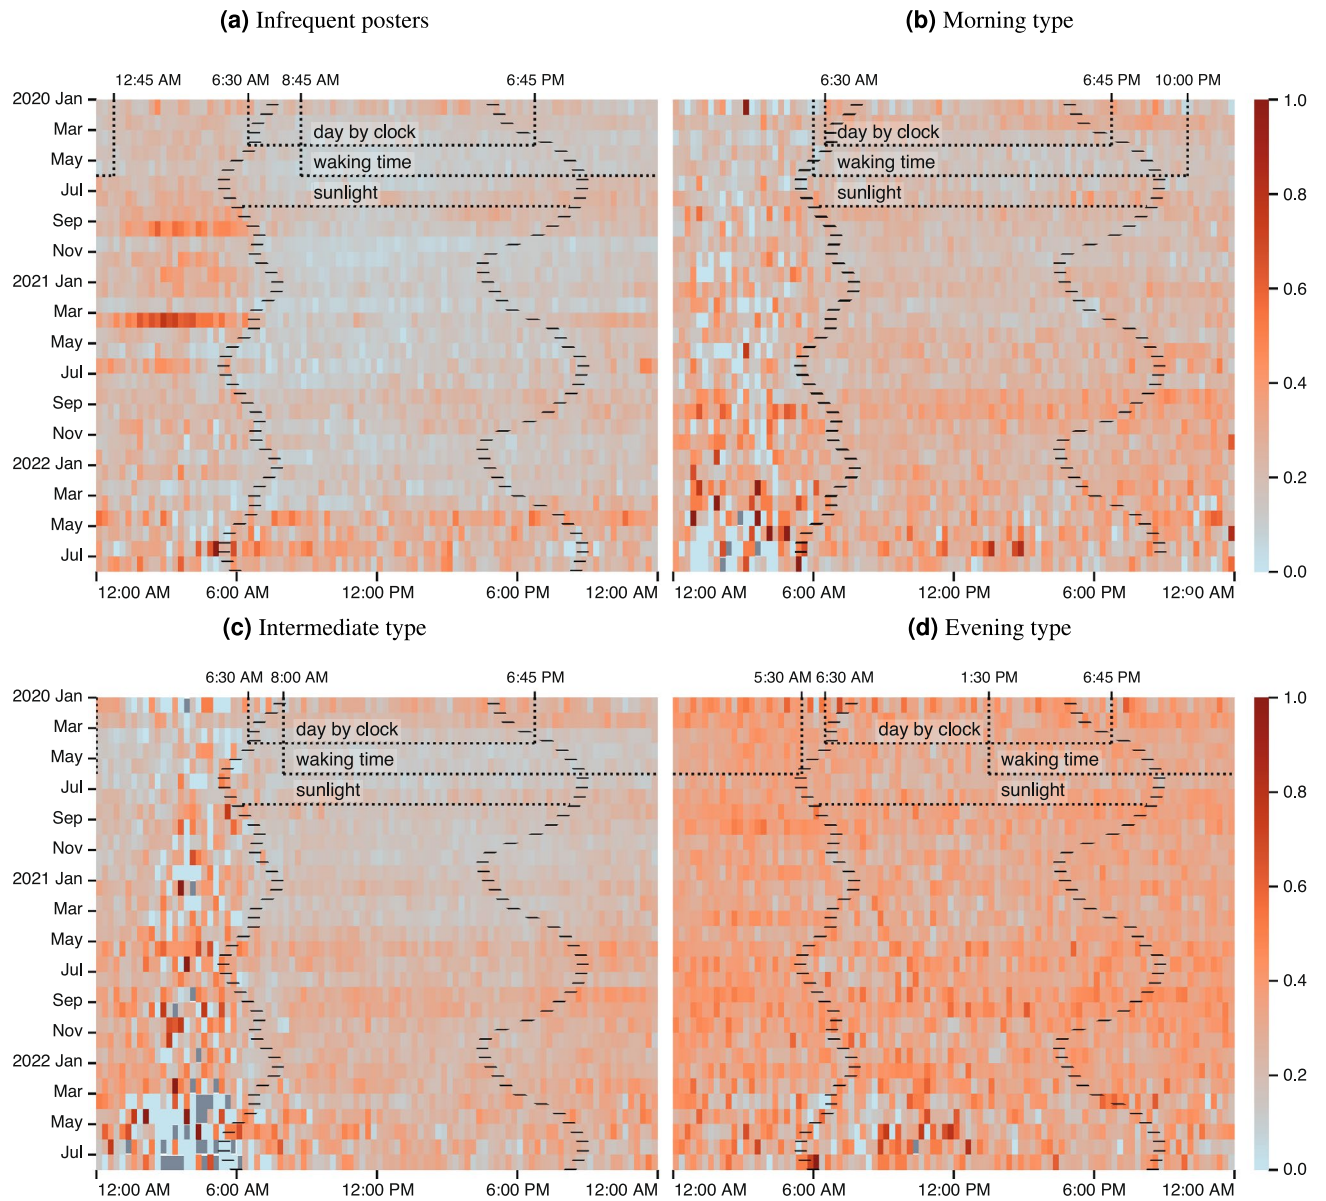 (a) Infrequent posters
(b) Morning type
12:45 AM 6:30 AM 8:45 AM 6:45 PM
6:30 AM 6:45 PM 10:00 PM
2020 Jan
Mar
May
Jul
Sep
Nov
2021 Jan
Mar
May
Jul
Sep
Nov
2022 Jan
Mar
May
Jul
day by clock
waking time
sunlight
day by clock
waking time
sunlight
1.0
0.8
0.6
0.4
0.2
0.0
12:00 AM 6:00 AM 12:00 PM 6:00 PM 12:00 AM
12:00 AM 6:00 AM 12:00 PM 6:00 PM 12:00 AM
(c) Intermediate type
(d) Evening type
6:30 AM 8:00 AM 6:45 PM
5:30 AM 6:30 AM 1:30 PM 6:45 PM
2020 Jan
Mar
May
Jul
Sep
Nov
2021 Jan
Mar
May
Jul
Sep
Nov
2022 Jan
Mar
May
Jul
day by clock
waking time
sunlight
day by clock
waking time
sunlight
1.0
0.8
0.6
0.4
0.2
0.0
12:00 AM 6:00 AM 12:00 PM 6:00 PM 12:00 AM
12:00 AM 6:00 AM 12:00 PM 6:00 PM 12:00 AM